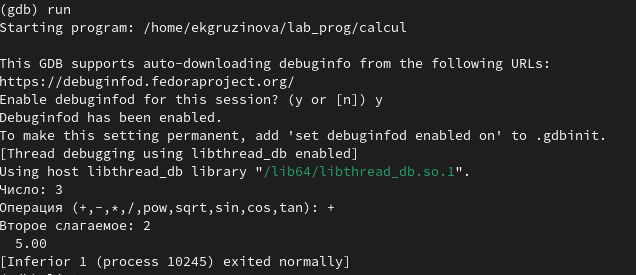 (gdb) run
Starting program: /home/ekgruzinova/lab_prog/calcul
This GDB supports auto-downloading debuginfo from the following URLs:
https://debuginfod.fedoraproject.org/
Enable debuginfod for this session? (y or [n]) y
Debuginfod has been enabled.
To make this setting permanent, add 'set debuginfod enabled on' to .gdbinit.
[Thread debugging using libthread_db enabled]
Using host libthread_db library "/lib64/libthread_db.so.1".
Число: 3
Операция (+,-,*,/,pow,sqrt,sin,cos,tan): +
Второе слагаемое: 2
5.00
[Inferior 1 (process 10245) exited normally]